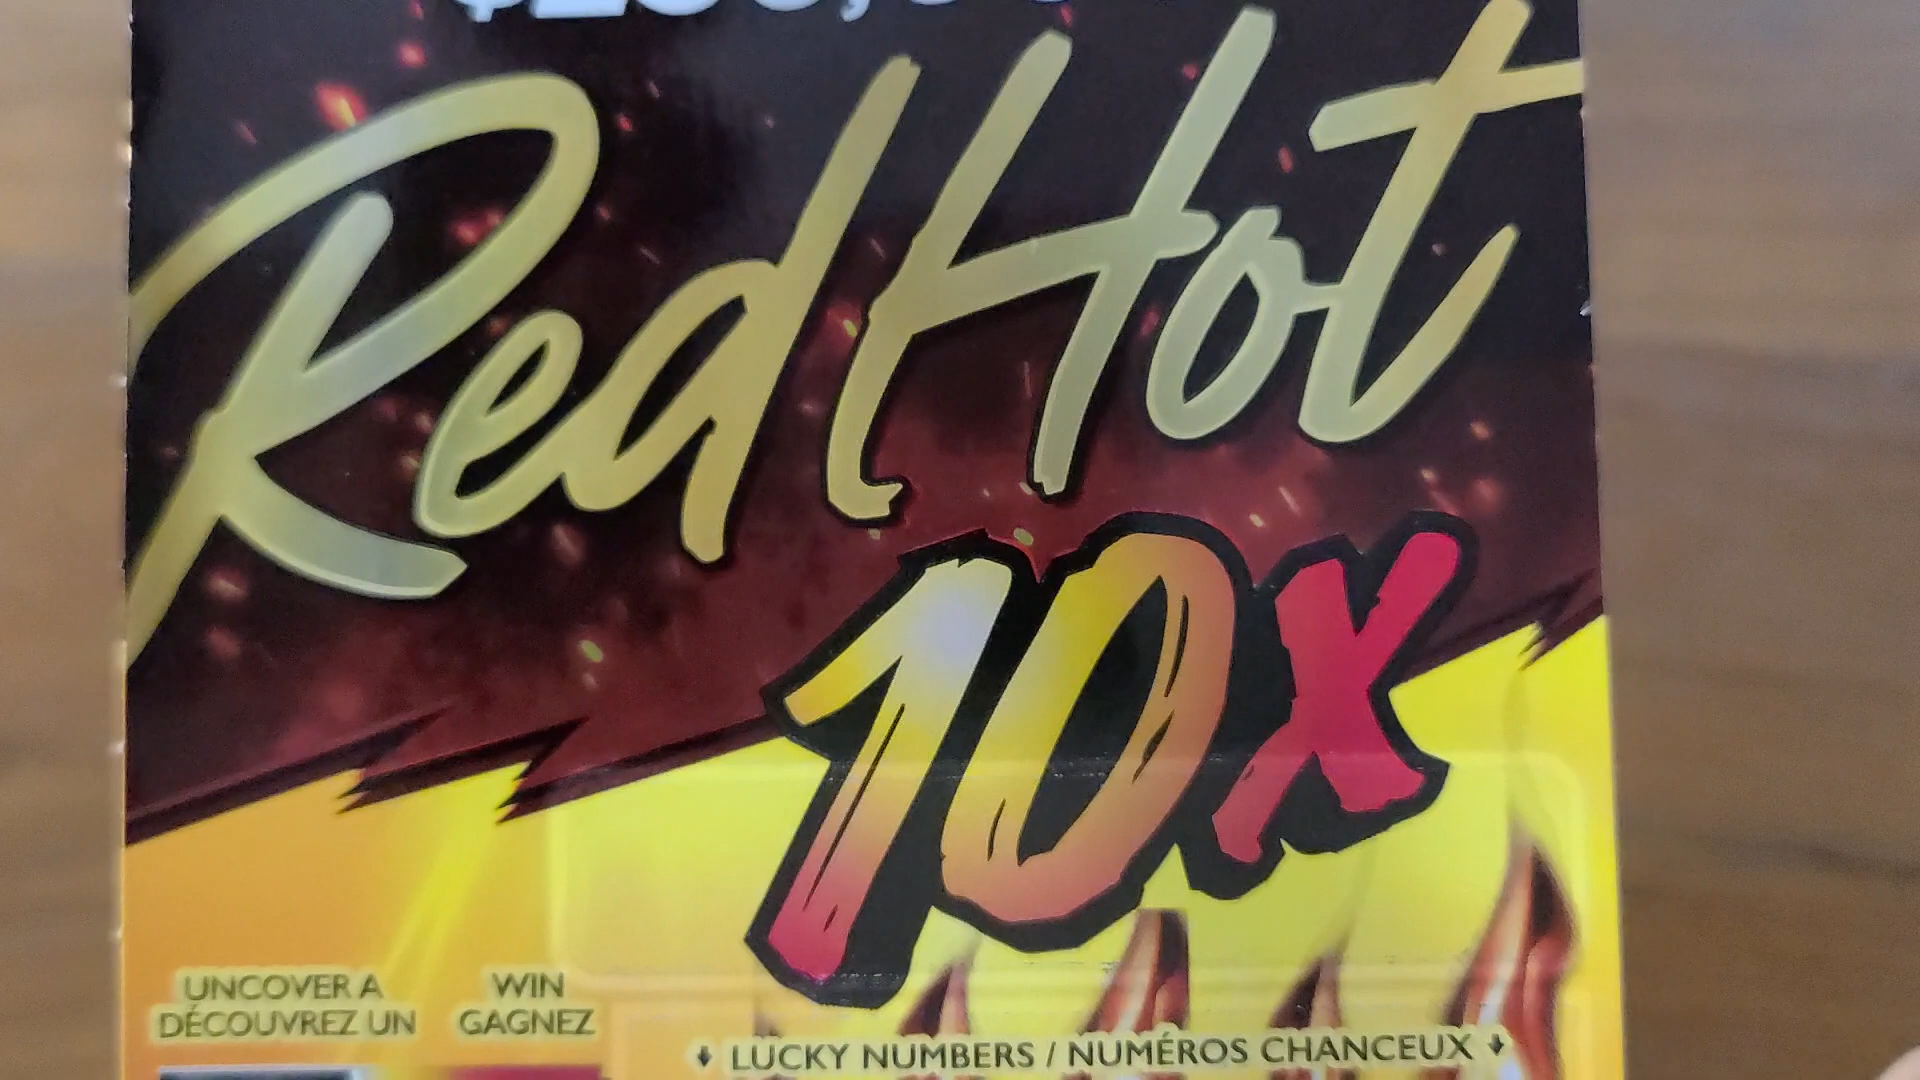 Red Hot
10X
UNCOVER A
DÉCOUVREZ UN
WIN
GAGNEZ
LUCKY NUMBERS / NUMÉROS CHANCEUX